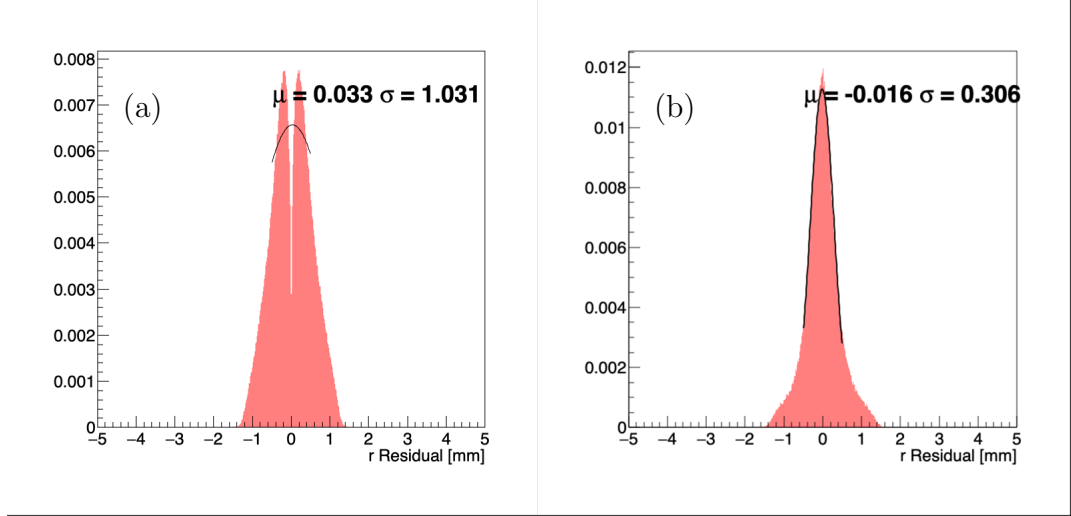 (a)
μ = 0.033 σ = 1.031
0.008
0.007
0.006
0.005
0.004
0.003
0.002
0.001
0
−5 −4 −3 −2 −1 0 1 2 3 4 5
r Residual [mm]
(b)
μ = -0.016 σ = 0.306
0.012
0.01
0.008
0.006
0.004
0.002
0
−5 −4 −3 −2 −1 0 1 2 3 4 5
r Residual [mm]